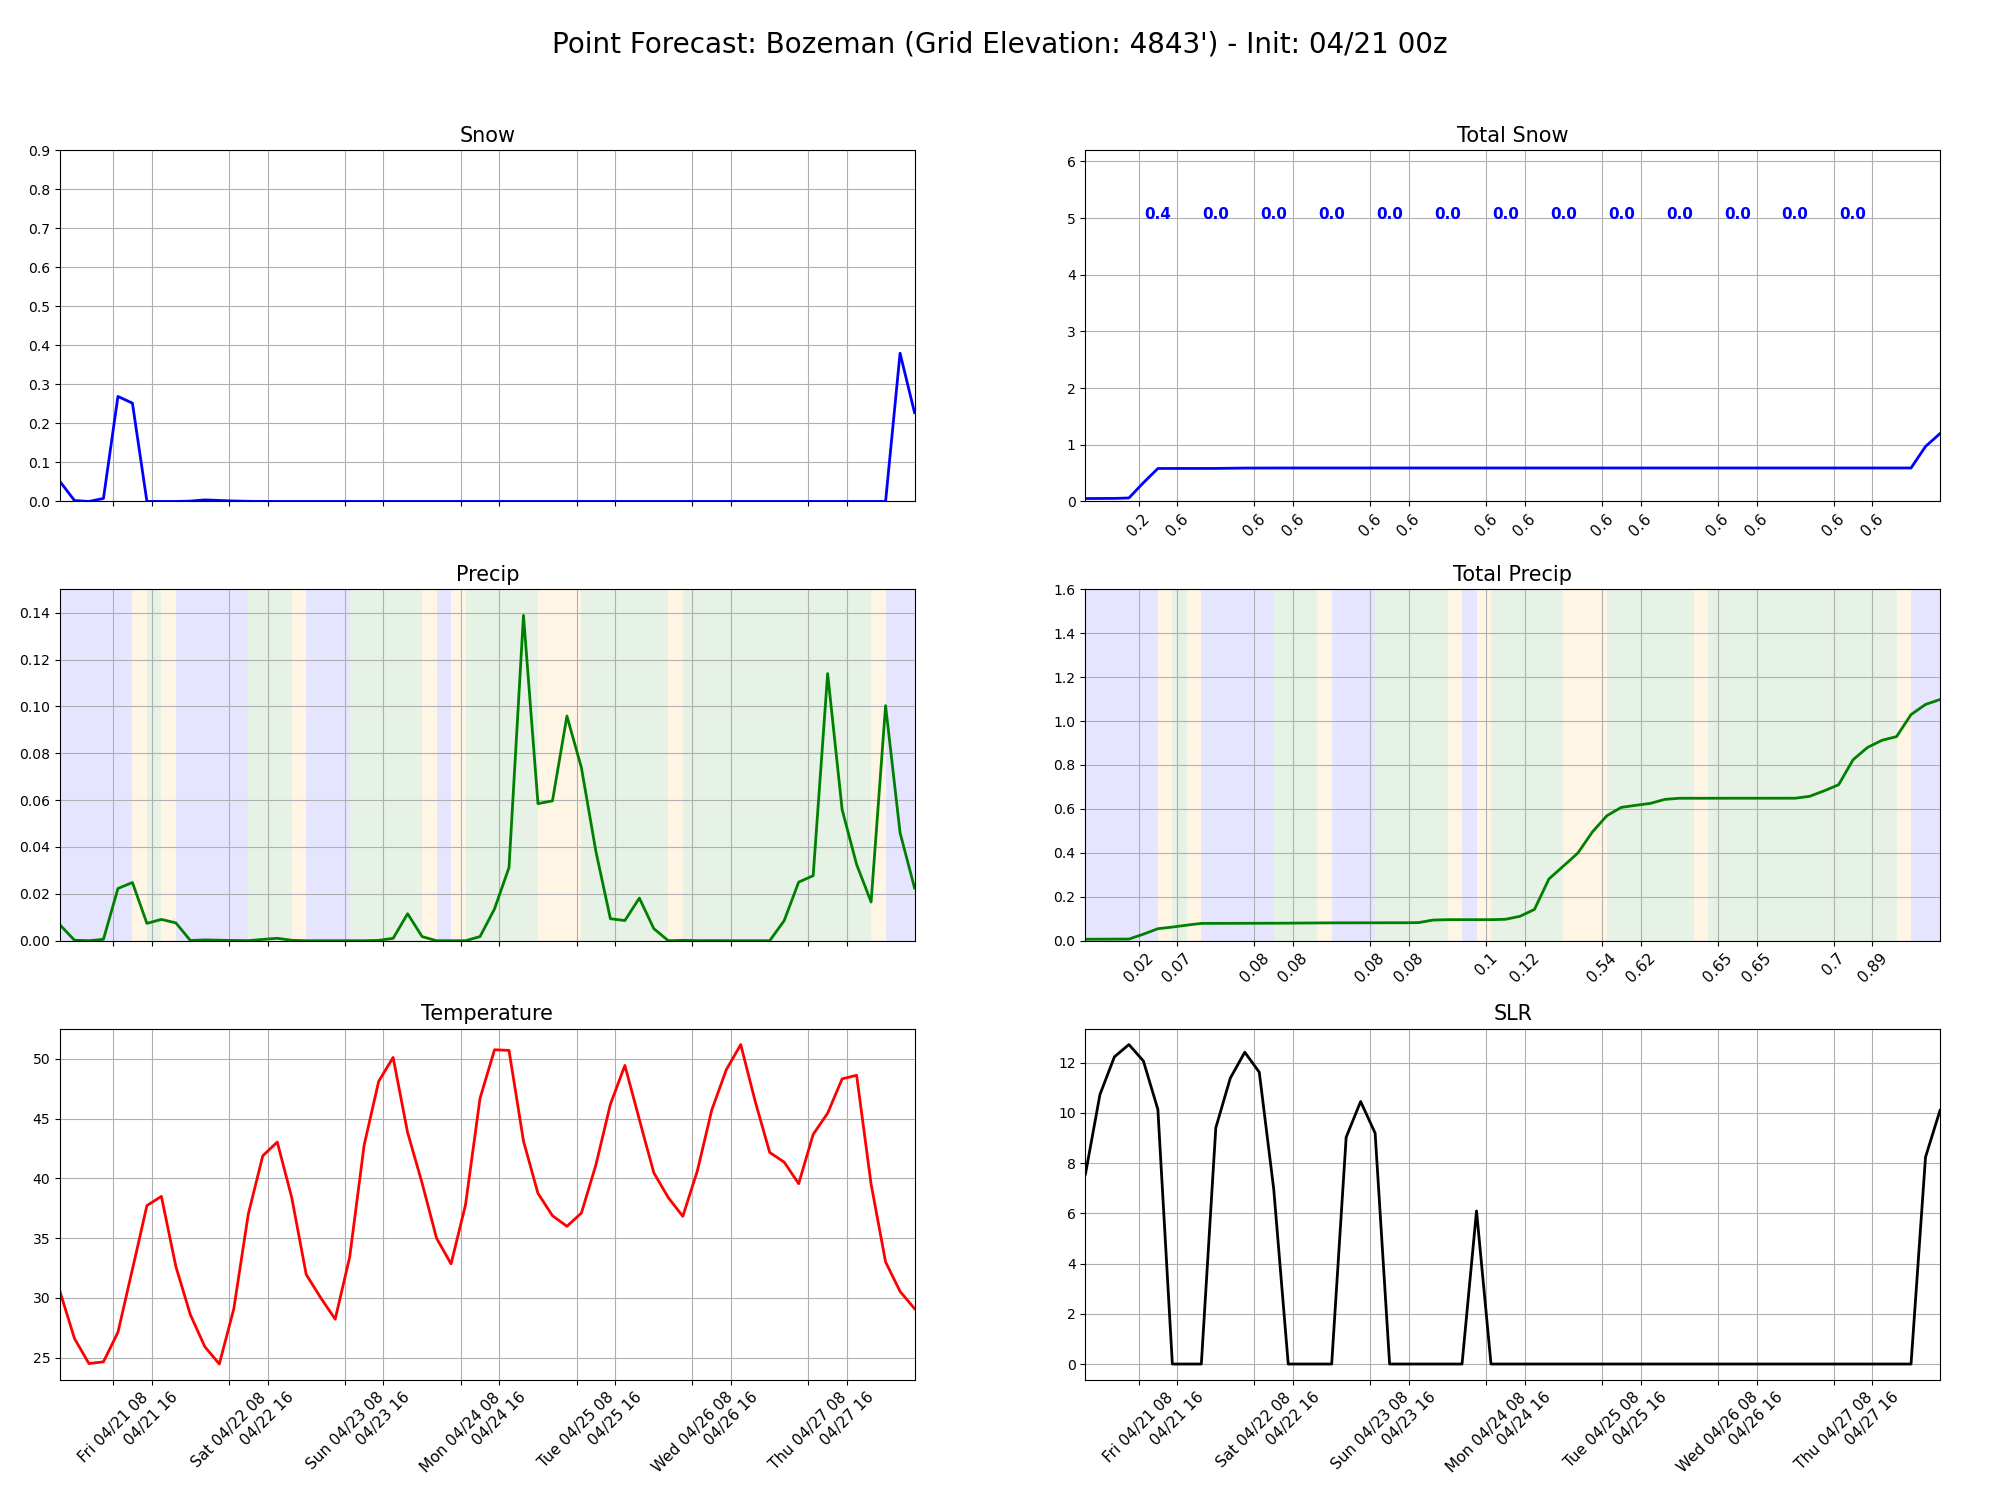 Point Forecast: Bozeman (Grid Elevation: 4843') - Init: 04/21 00z
Snow
0.9
0.8
0.7
0.6
0.5
0.4
0.3
0.2
0.1
0.0
Total Snow
6
5
4
3
2
1
0
0.4 0.0 0.0 0.0 0.0 0.0 0.0 0.0 0.0 0.0 0.0 0.0 0.0
0.2 0.6 0.6 0.6 0.6 0.6 0.6 0.6 0.6 0.6 0.6 0.6 0.6 0.6
Precip
0.14
0.12
0.10
0.08
0.06
0.04
0.02
0.00
Total Precip
1.6
1.4
1.2
1.0
0.8
0.6
0.4
0.2
0.0
0.02 0.07 0.08 0.08 0.08 0.08 0.1 0.12 0.54 0.62 0.65 0.65 0.7 0.89
Temperature
50
45
40
35
30
25
Fri 04/21 08
04/21 16
Sat 04/22 08
04/22 16
Sun 04/23 08
04/23 16
Mon 04/24 08
04/24 16
Tue 04/25 08
04/25 16
Wed 04/26 08
04/26 16
Thu 04/27 08
04/27 16
SLR
12
10
8
6
4
2
0
Fri 04/21 08
04/21 16
Sat 04/22 08
04/22 16
Sun 04/23 08
04/23 16
Mon 04/24 08
04/24 16
Tue 04/25 08
04/25 16
Wed 04/26 08
04/26 16
Thu 04/27 08
04/27 16